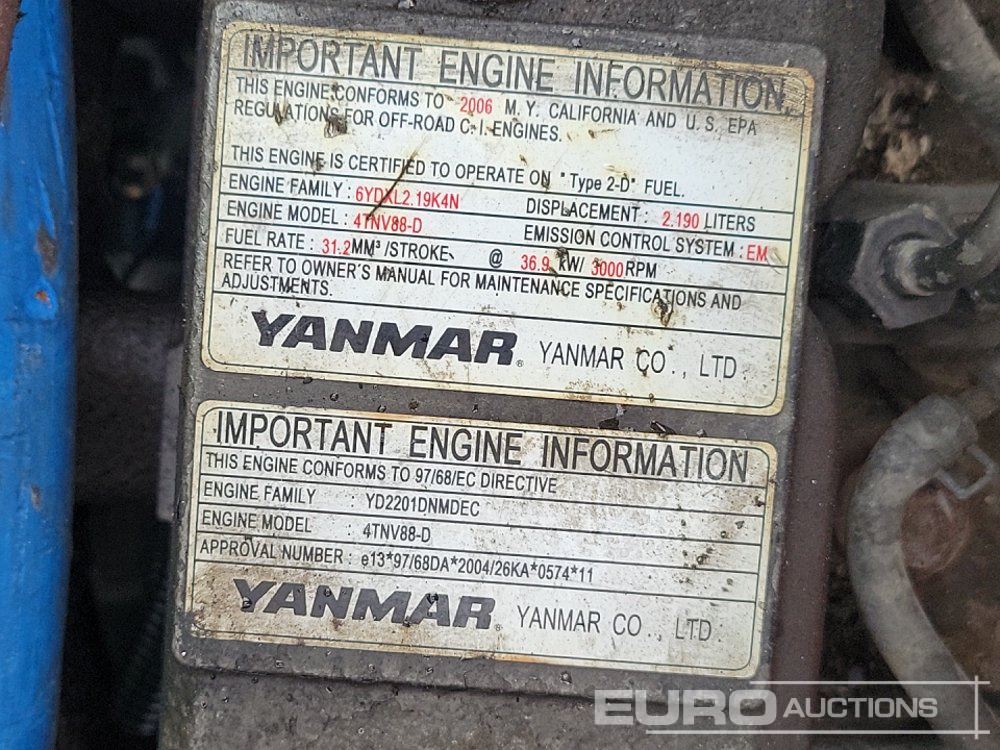 IMPORTANT ENGINE INFORMATION
THIS ENGINE CONFORMS TO 2006 M. Y. CALIFORNIA AND U. S. EPA
REGULATIONS FOR OFF-ROAD C. I. ENGINES.
THIS ENGINE IS CERTIFIED TO OPERATE ON "Type 2-D" FUEL.
ENGINE FAMILY : 6YDXL2.19K4N DISPLACEMENT : 2.190 LITERS
ENGINE MODEL : 4TNV88-D EMISSION CONTROL SYSTEM : EM
FUEL RATE : 31.2MM³/STROKE @ 36.9 kW/ 3000RPM
REFER TO OWNER'S MANUAL FOR MAINTENANCE SPECIFICATIONS AND
ADJUSTMENTS.
YANMAR® YANMAR CO., LTD.
IMPORTANT ENGINE INFORMATION
THIS ENGINE CONFORMS TO 97/68/EC DIRECTIVE
ENGINE FAMILY : YD2201DNMDEC
ENGINE MODEL : 4TNV88-D
APPROVAL NUMBER : e13*97/68DA*2004/26KA*0574*11
YANMAR® YANMAR CO., LTD.
EURO AUCTIONS